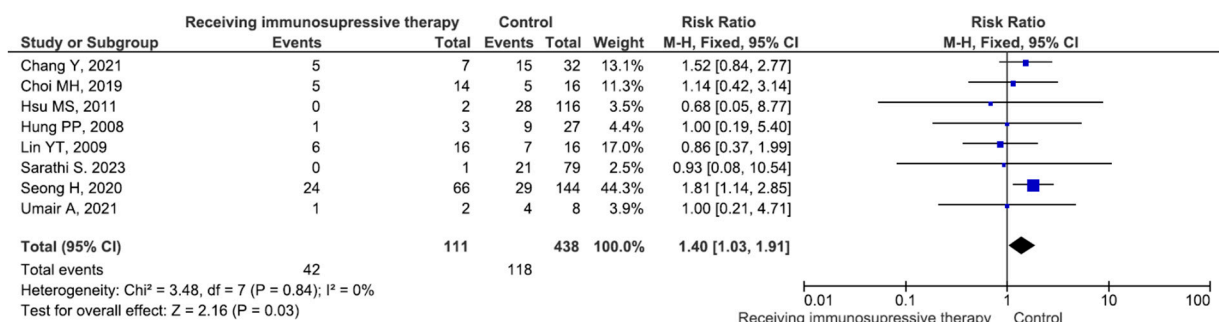 Receiving immunosupressive therapy Control Risk Ratio Risk Ratio
Study or Subgroup Events Total Events Total Weight M-H, Fixed, 95% CI M-H, Fixed, 95% CI
Chang Y, 2021 5 7 15 32 13.1% 1.52 [0.84, 2.77]
Choi MH, 2019 5 14 5 16 11.3% 1.14 [0.42, 3.14]
Hsu MS, 2011 0 2 28 116 3.5% 0.68 [0.05, 8.77]
Hung PP, 2008 1 3 9 27 4.4% 1.00 [0.19, 5.40]
Lin YT, 2009 6 16 7 16 17.0% 0.86 [0.37, 1.99]
Sarathi S. 2023 0 1 21 79 2.5% 0.93 [0.08, 10.54]
Seong H, 2020 24 66 29 144 44.3% 1.81 [1.14, 2.85]
Umair A, 2021 1 2 4 8 3.9% 1.00 [0.21, 4.71]
Total (95% CI) 111 438 100.0% 1.40 [1.03, 1.91]
Total events 42 118
Heterogeneity: Chi² = 3.48, df = 7 (P = 0.84); I² = 0%
Test for overall effect: Z = 2.16 (P = 0.03)
0.01 0.1 1 10 100
Receiving immunosupressive therapy Control